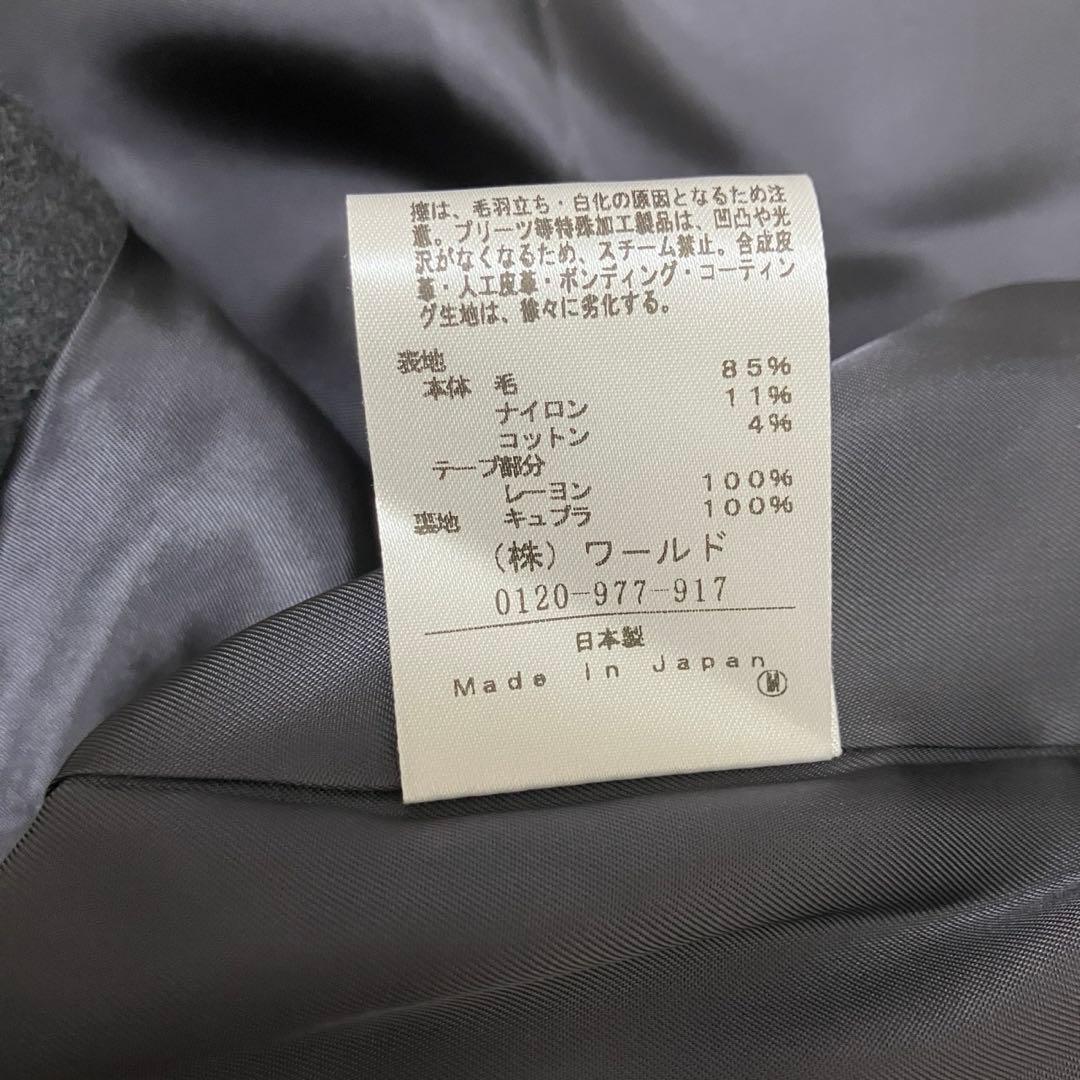 擦は、毛羽立ち・白化の原因となるため注
意。プリーツ等特殊加工製品は、凹凸や光
沢がなくなるため、スチーム禁止。合成皮
革・人工皮革・ボンディング・コーティン
グ生地は、徐々に劣化する。
表地
本体 毛 85%
ナイロン 11%
コットン 4%
テープ部分
レーヨン 100%
裏地 キュプラ 100%
(株) ワールド
0120-977-917
日本製
Made in Japan